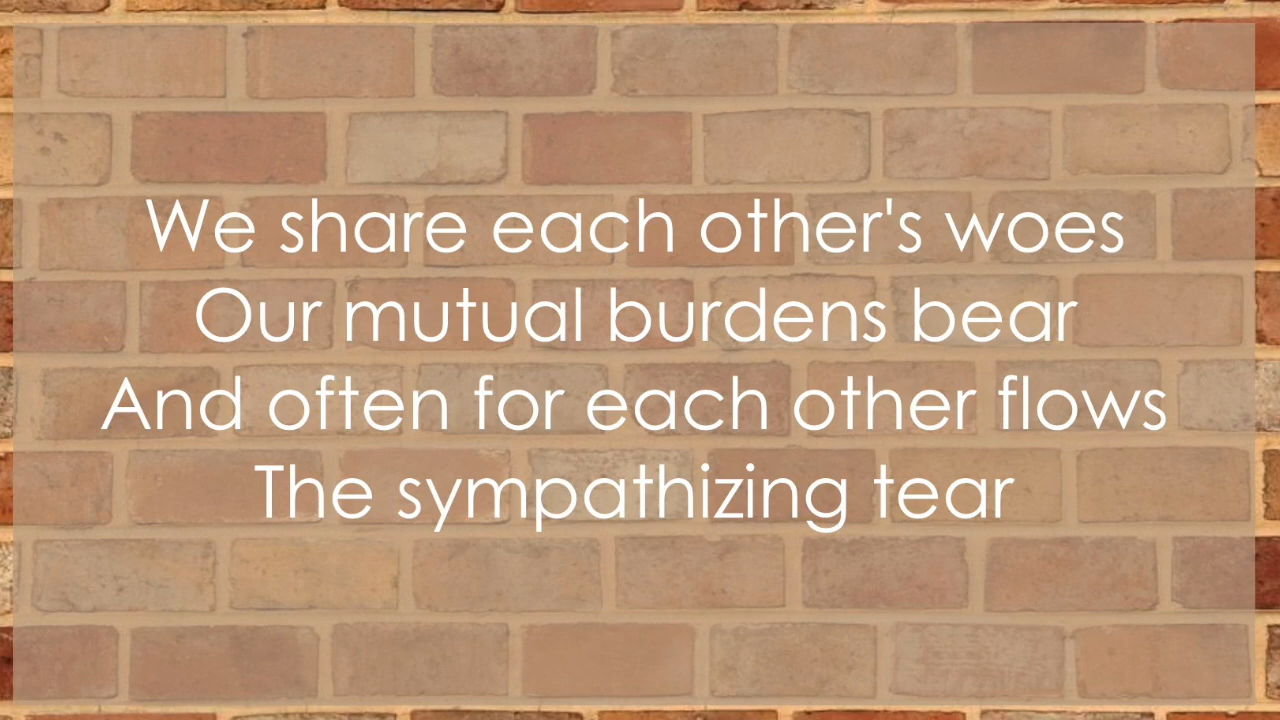 We share each other's woes
Our mutual burdens bear
And often for each other flows
The sympathizing tear